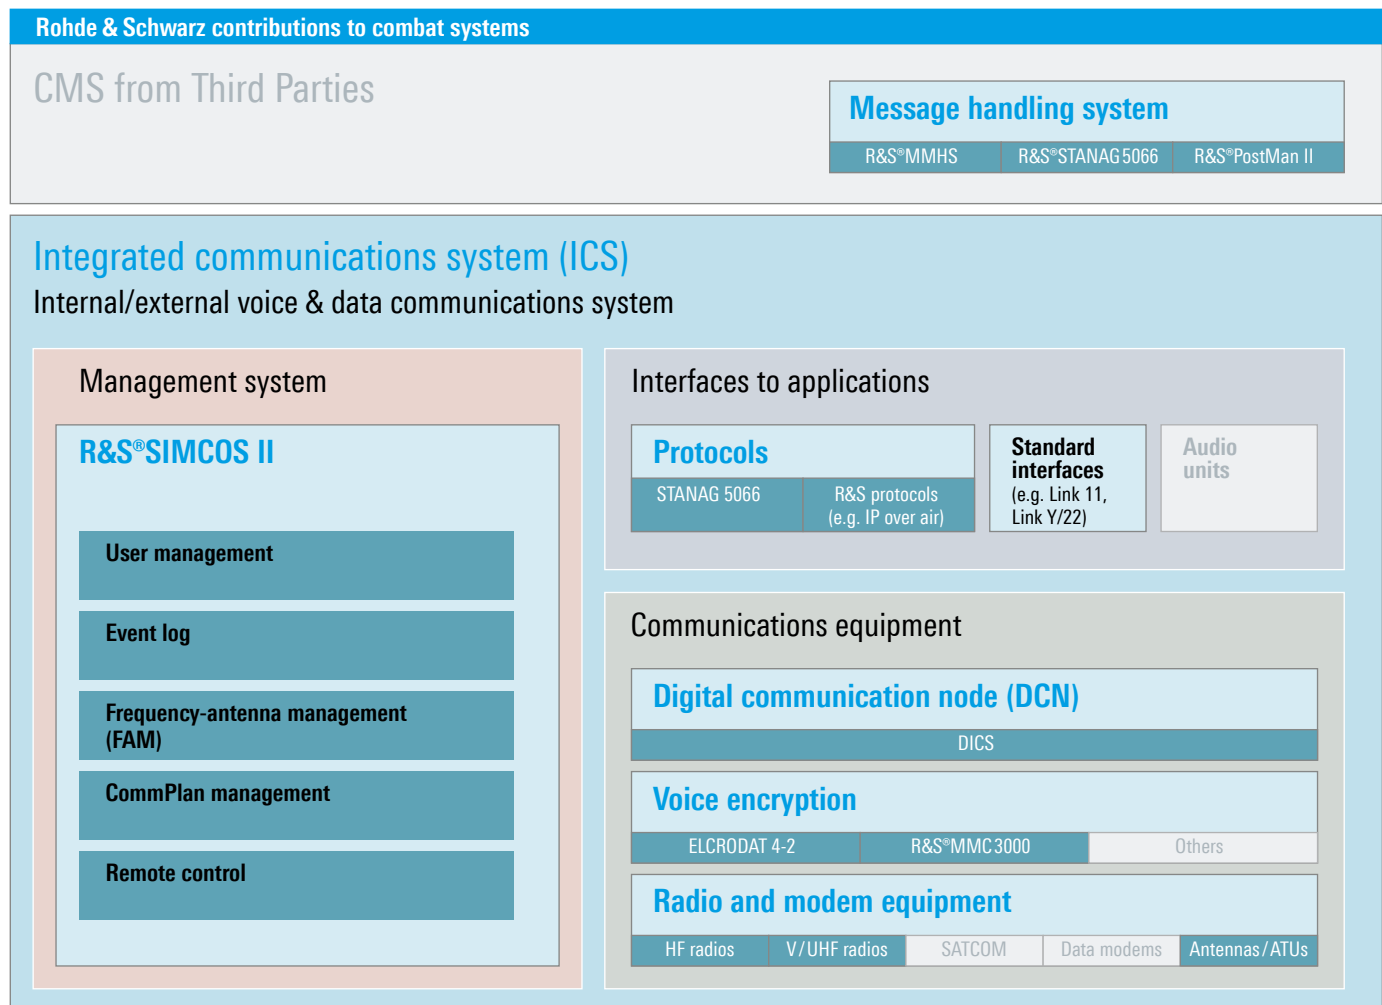 Rohde & Schwarz contributions to combat systems
CMS from Third Parties
Message handling system
R&S®MMHS
R&S®STANAG 5066
R&S®PostMan II
Integrated communications system (ICS)
Internal/external voice & data communications system
Management system
R&S®SIMCOS II
User management
Event log
Frequency-antenna management
(FAM)
CommPlan management
Remote control
Interfaces to applications
Protocols
STANAG 5066
R&S protocols
(e.g. IP over air)
Standard
interfaces
(e.g. Link 11,
Link Y/22)
Audio
units
Communications equipment
Digital communication node (DCN)
DICS
Voice encryption
ELCRODAT 4-2
R&S®MMC 3000
Others
Radio and modem equipment
HF radios
V/UHF radios
SATCOM
Data modems
Antennas/ATUs